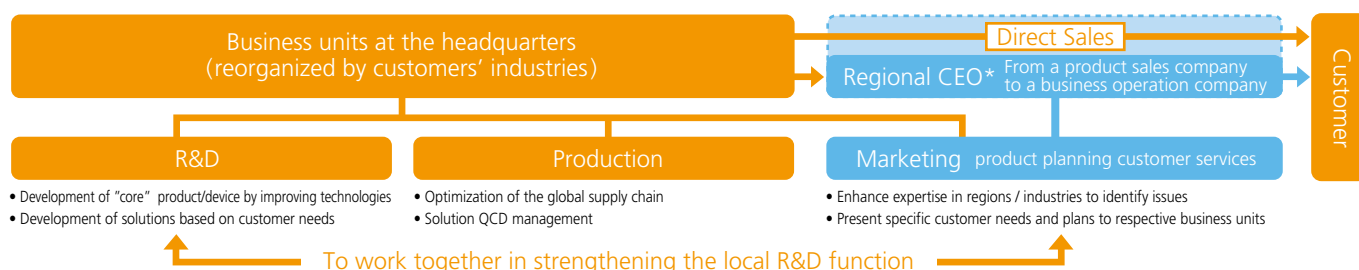 Business units at the headquarters
(reorganized by customers’ industries)
Direct Sales
Regional CEO* From a product sales company
to a business operation company
Customer
R&D
Production
Marketing product planning customer services
• Development of ”core” product/device by improving technologies
• Development of solutions based on customer needs
• Optimization of the global supply chain
• Solution QCD management
• Enhance expertise in regions / industries to identify issues
• Present specific customer needs and plans to respective business units
To work together in strengthening the local R&D function